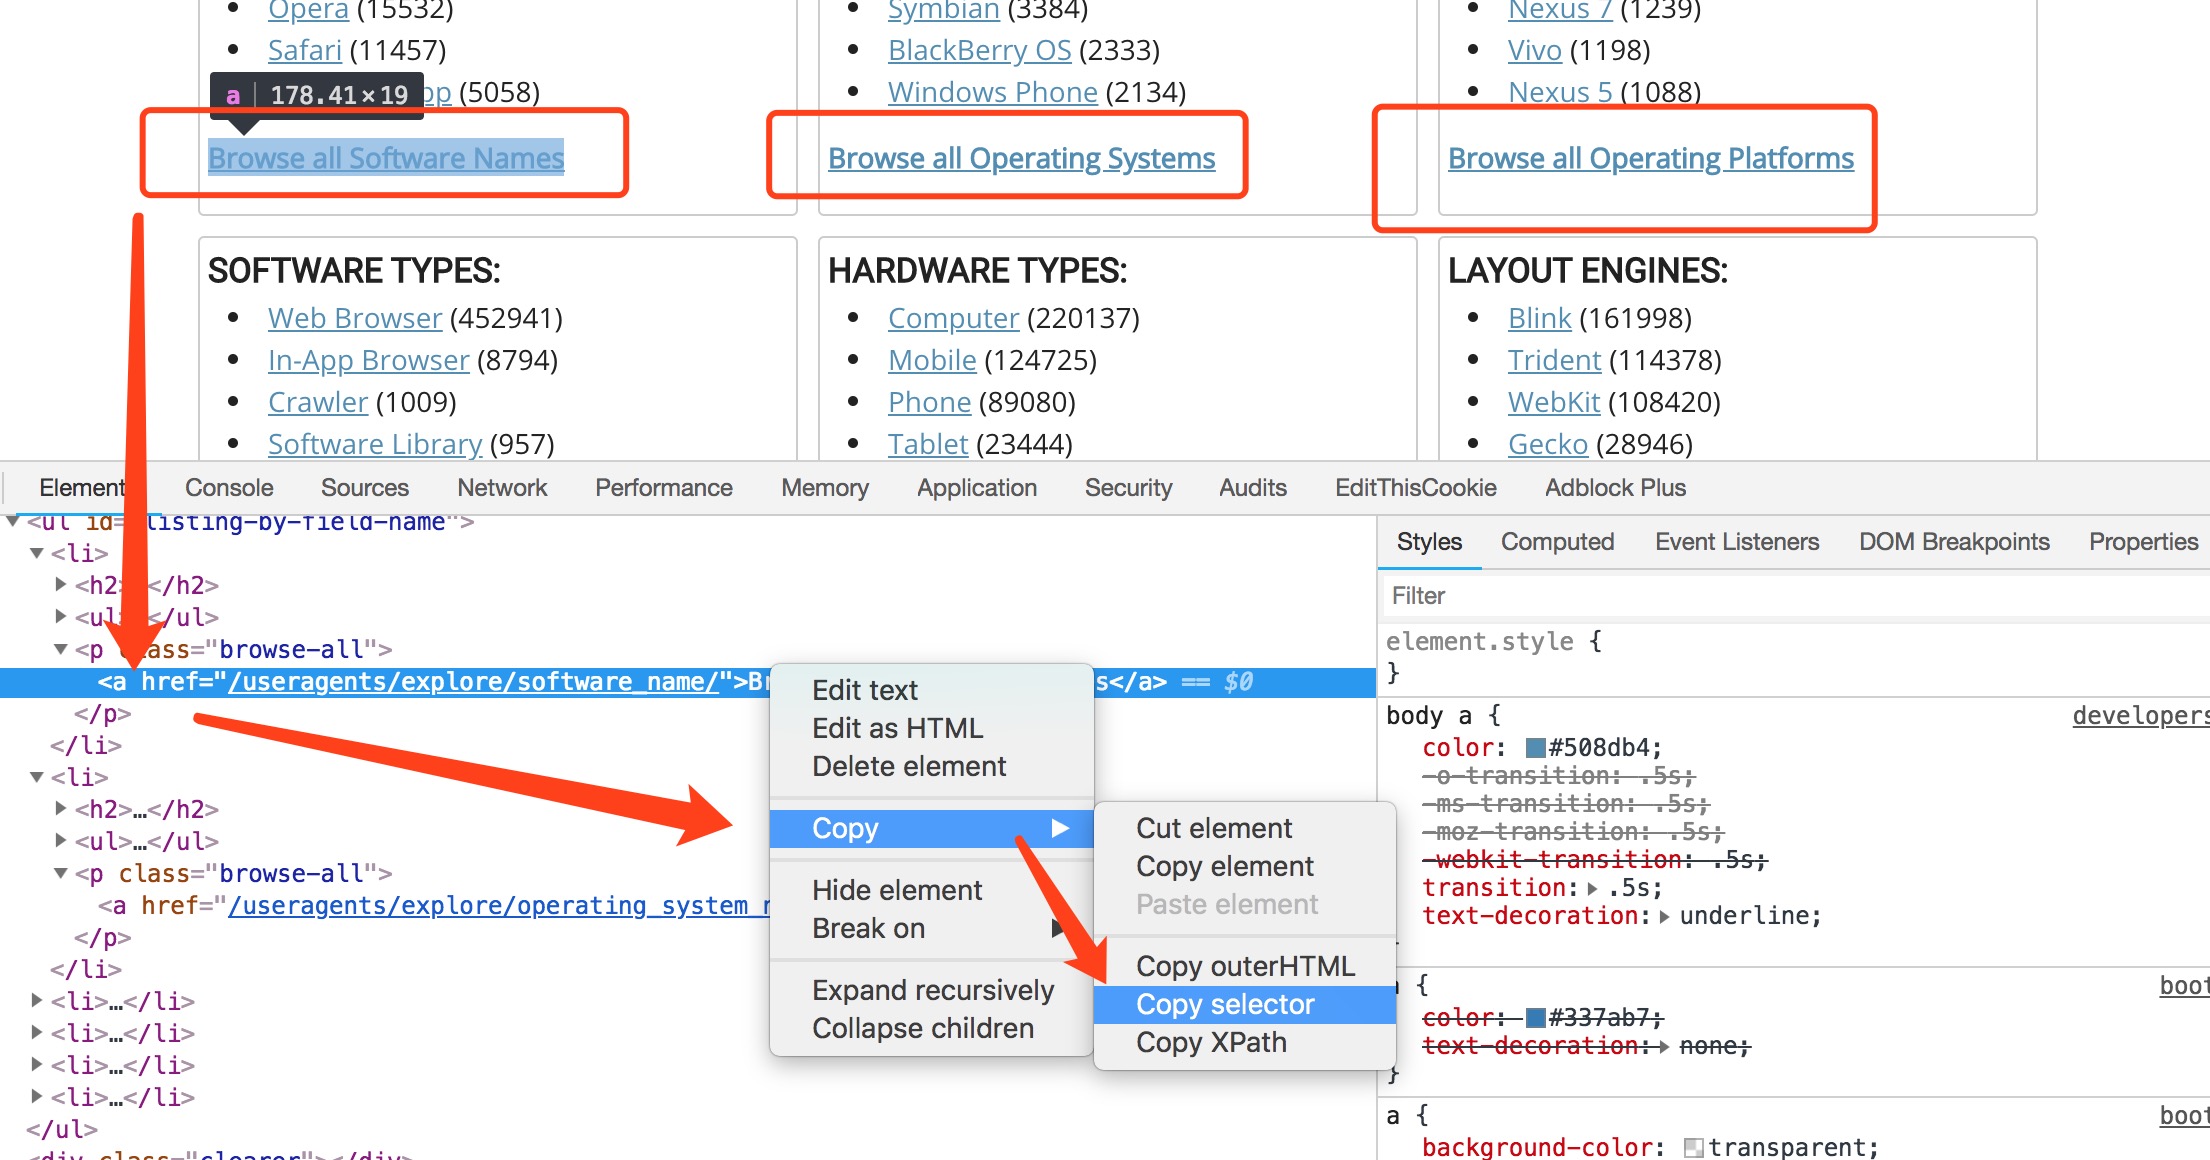 Opera (15532)
Symbian (3384)
Nexus 7 (1239)
Safari (11457)
BlackBerry OS (2333)
Vivo (1198)
a 178.41×19
pp (5058)
Windows Phone (2134)
Nexus 5 (1088)
Browse all Software Names
Browse all Operating Systems
Browse all Operating Platforms
SOFTWARE TYPES:
Web Browser (452941)
In-App Browser (8794)
Crawler (1009)
Software Library (957)
HARDWARE TYPES:
Computer (220137)
Mobile (124725)
Phone (89080)
Tablet (23444)
LAYOUT ENGINES:
Blink (161998)
Trident (114378)
WebKit (108420)
Gecko (28946)
Element Console Sources Network Performance Memory Application Security Audits EditThisCookie Adblock Plus
<ul id= listing-by-field-name">
<li>
<h2> </h2>
<ul </ul>
<p class="browse-all">
<a href="/useragents/explore/software_name/">Br s</a> == $0
</p>
</li>
<li>
<h2>…</h2>
<ul>…</ul>
<p class="browse-all">
<a href="/useragents/explore/operating_system_n
</p>
</li>
<li>…</li>
<li>…</li>
<li>…</li>
<li>…</li>
</ul>
<div class="clearer"></div>
Edit text
Edit as HTML
Delete element
Copy
Hide element
Break on
Expand recursively
Collapse children
Cut element
Copy element
Paste element
Copy outerHTML
Copy selector
Copy XPath
Styles Computed Event Listeners DOM Breakpoints Properties
Filter
element.style {
}
body a { developers
color: #508db4;
-o-transition: .5s;
-ms-transition: .5s;
-moz-transition: .5s;
-webkit-transition: .5s;
transition: .5s;
text-decoration: underline;
{ boot
color: #337ab7;
text-decoration: none;
}
a { boot
background-color: transparent;